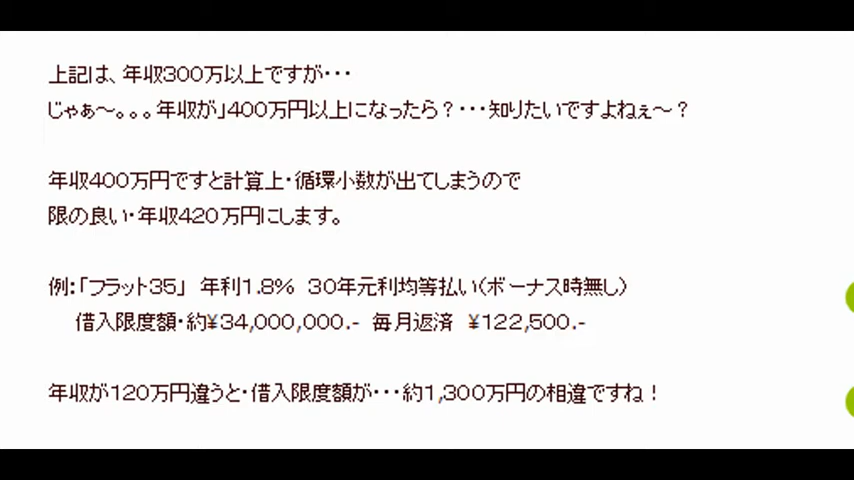 上記は、年収300万以上ですが・・・
じゃぁ～。。。年収が」400万円以上になったら？・・・知りたいですよねぇ～？
年収400万円ですと計算上・循環小数が出てしまうので
限の良い・年収420万円にします。
例：「フラット35」 年利1.8% 30年元利均等払い（ボーナス時無し）
借入限度額・約¥34,000,000.- 毎月返済 ¥122,500.-
年収が120万円違うと・借入限度額が・・・約1,300万円の相違ですね！